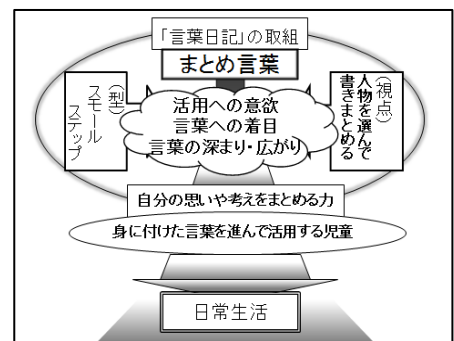 「言葉日記」の取組
まとめ言葉
(型)
スモール
ステップ
活用への意欲
言葉への着目
言葉の深まり・広がり
(視点)
人物を選んで
書きまとめる
自分の思いや考えをまとめる力
身に付けた言葉を進んで活用する児童
日常生活